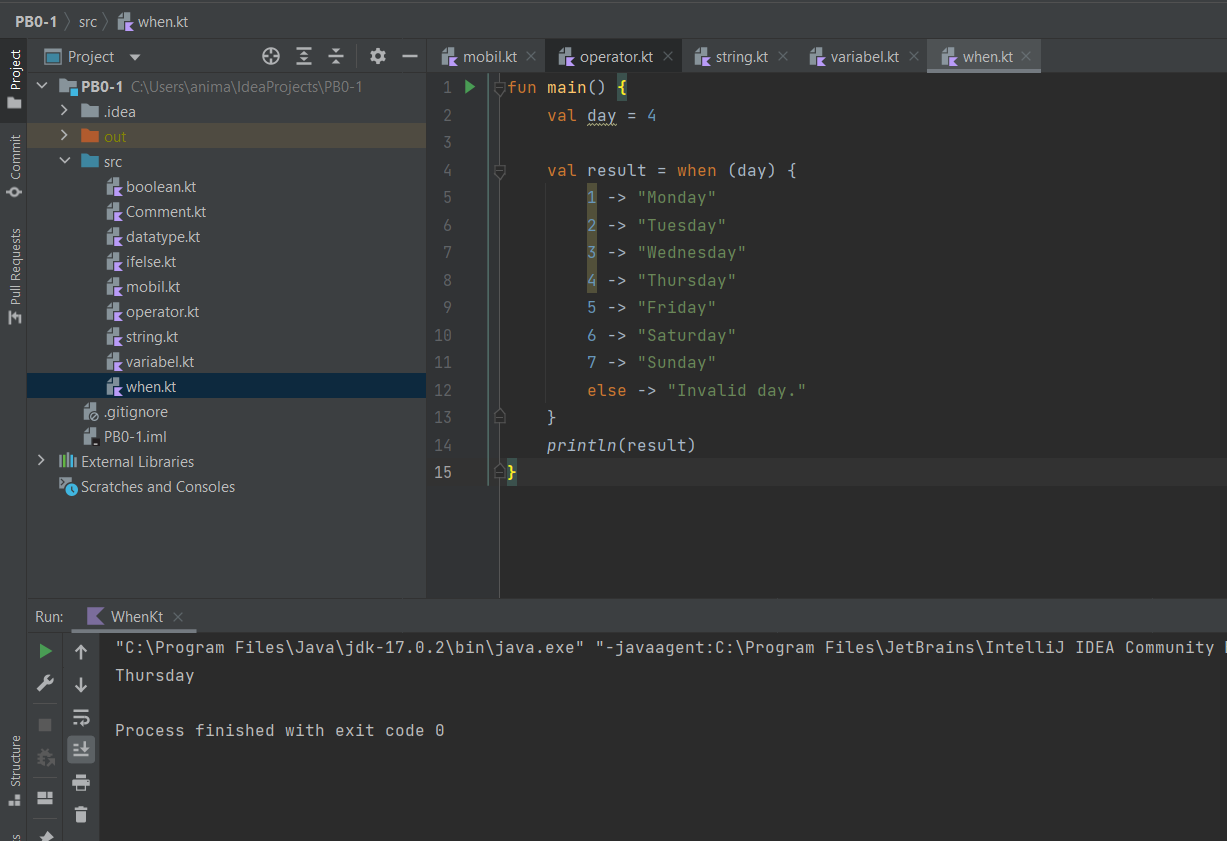 PB0-1 src when.kt
Project
mobil.kt operator.kt string.kt variabel.kt when.kt
Project
Commit
Pull Requests
Structure
PB0-1 C:\Users\anima\IdeaProjects\PB0-1
.idea
out
src
boolean.kt
Comment.kt
datatype.kt
ifelse.kt
mobil.kt
operator.kt
string.kt
variabel.kt
when.kt
.gitignore
PB0-1.iml
External Libraries
Scratches and Consoles
1 fun main() {
2 val day = 4
3
4 val result = when (day) {
5 1 -> "Monday"
6 2 -> "Tuesday"
7 3 -> "Wednesday"
8 4 -> "Thursday"
9 5 -> "Friday"
10 6 -> "Saturday"
11 7 -> "Sunday"
12 else -> "Invalid day."
13 }
14 println(result)
15 }
Run: WhenKt
"C:\Program Files\Java\jdk-17.0.2\bin\java.exe" "-javaagent:C:\Program Files\JetBrains\IntelliJ IDEA Community
Thursday
Process finished with exit code 0